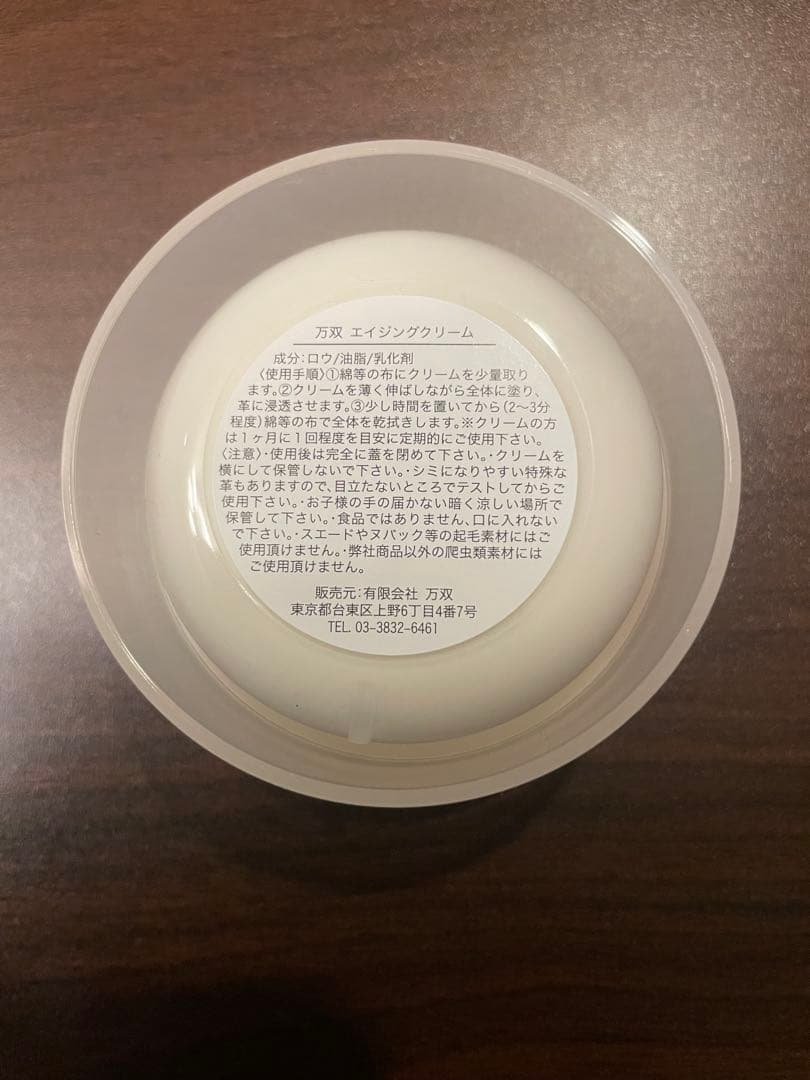 万双 エイジングクリーム
成分:ロウ/油脂/乳化剤
〈使用手順〉①綿等の布にクリームを少量取り
ます。②クリームを薄く伸ばしながら全体に塗り、
革に浸透させます。③少し時間を置いてから(2〜3分
程度)綿等の布で全体を乾拭きします。※クリームの方
は1ヶ月に1回程度を目安に定期的にご使用下さい。
〈注意〉・使用後は完全に蓋を閉めて下さい。・クリームを
横にして保管しないで下さい。・シミになりやすい特殊な
革もありますので、目立たないところでテストしてからご
使用下さい。・お子様の手の届かない暗く涼しい場所で
保管して下さい。・食品ではありません、口に入れない
で下さい。・スエードやヌバック等の起毛素材にはご
使用頂けません。・弊社商品以外の爬虫類素材には
ご使用頂けません。
販売元:有限会社 万双
東京都台東区上野6丁目4番7号
TEL. 03-3832-6461